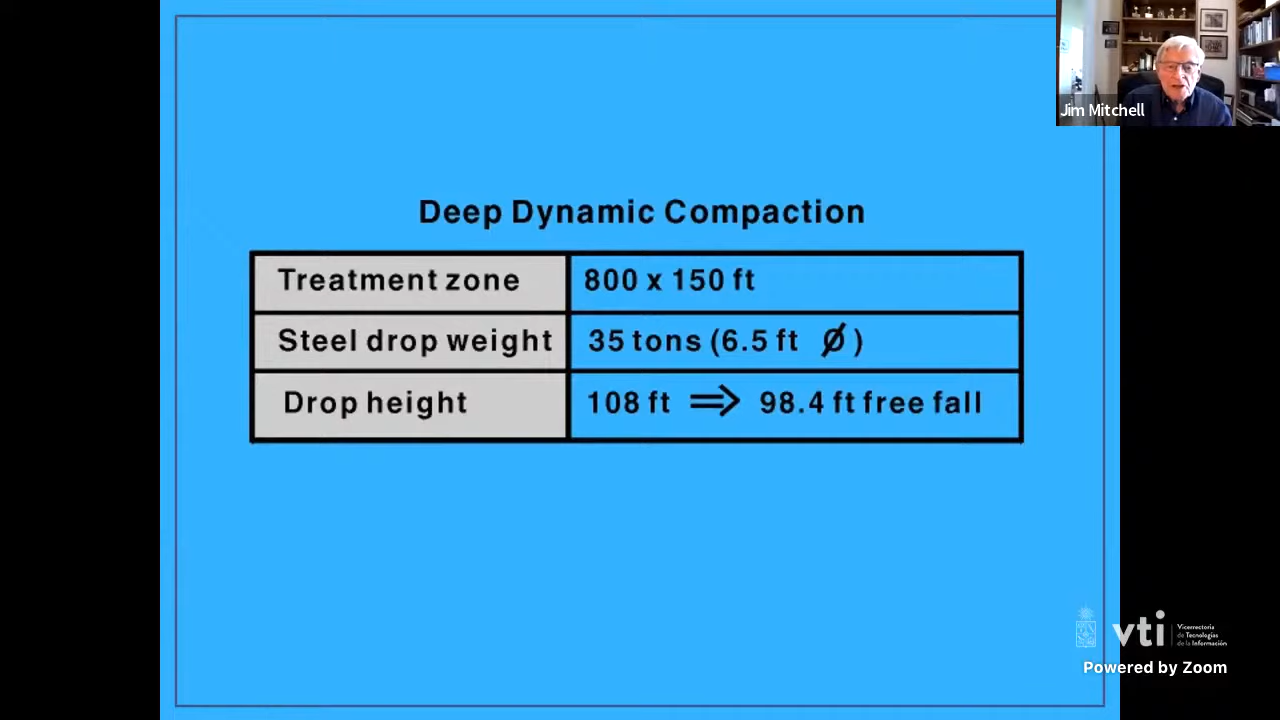 Jim Mitchell
Deep Dynamic Compaction
Treatment zone 800 x 150 ft
Steel drop weight 35 tons (6.5 ft Ø)
Drop height 108 ft ⇒ 98.4 ft free fall
vti
Vicerrectoría
de Tecnologías
de la Información
Powered by Zoom